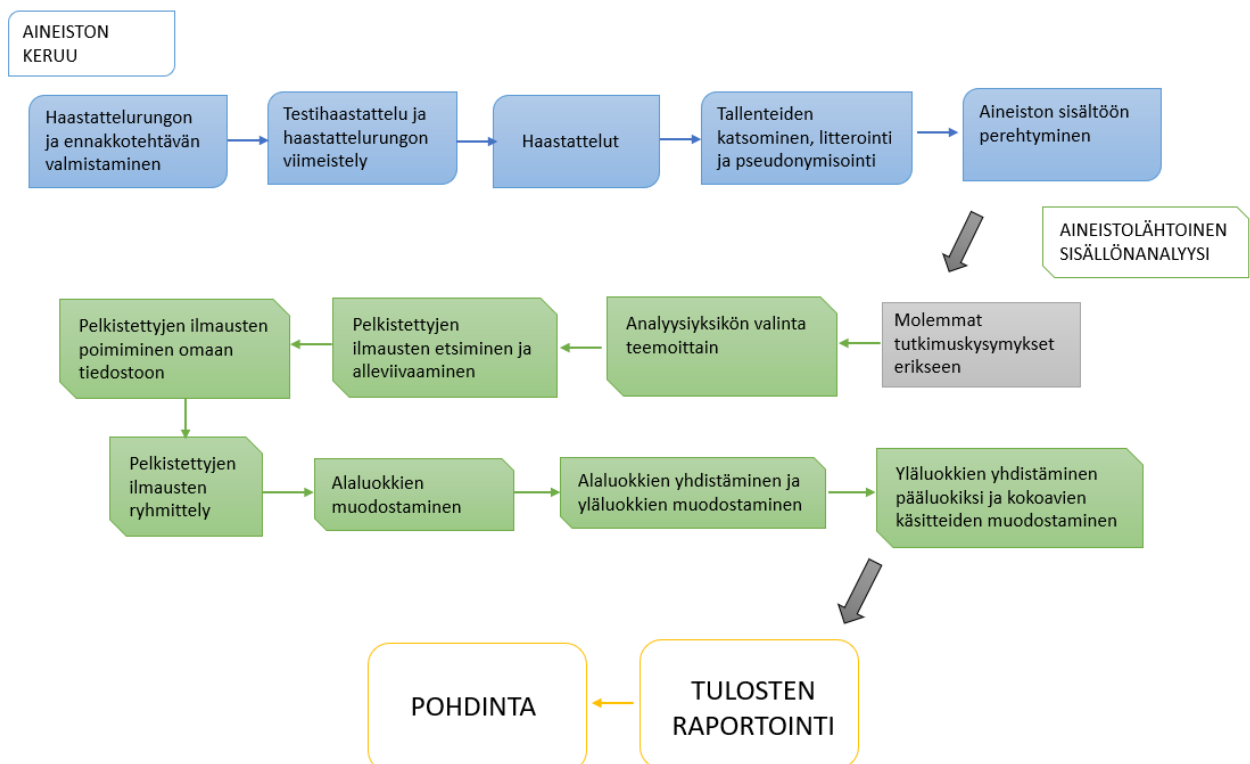 AINEISTON
KERUU
Haastattelurungon
ja ennakkotehtävän
valmistaminen
Testihaastattelu ja
haastattelurungon
viimeistely
Haastattelut
Tallenteiden
katsominen, litterointi
ja pseudonymisointi
Aineiston sisältöön
perehtyminen
AINEISTOLÄHTOINEN
SISÄLLÖNANALYYSI
Molemmat
tutkimuskysymykset
erikseen
Analyysiyksikön valinta
teemoittain
Pelkistettyjen
ilmausten etsiminen ja
alleviivaaminen
Pelkistettyjen ilmausten
poimiminen omaan
tiedostoon
Pelkistettyjen
ilmausten
ryhmittely
Alaluokkien
muodostaminen
Alaluokkien yhdistäminen ja
yläluokkien muodostaminen
Yläluokkien yhdistäminen
pääluokiksi ja kokoavien
käsitteiden muodostaminen
TULOSTEN
RAPORTOINTI
POHDINTA